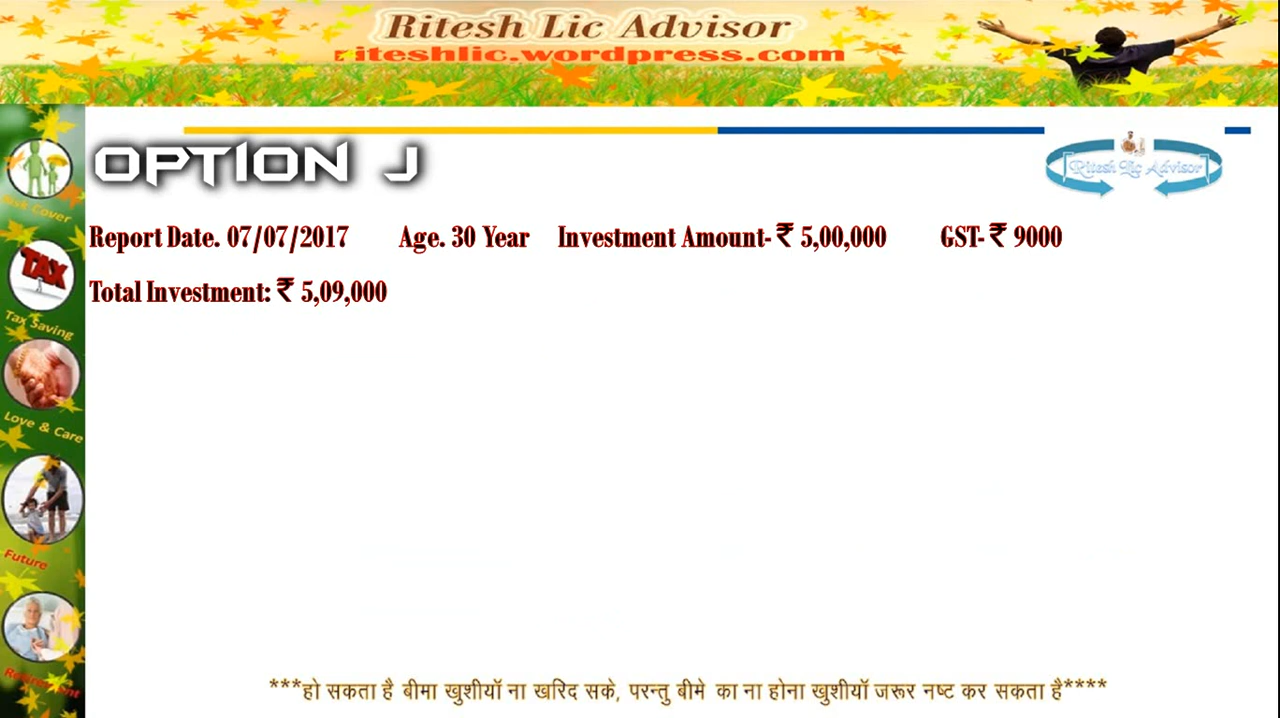 Ritesh Lic Advisor
riteshlic.wordpress.com
OPTION J
Ritesh Lic Advisor
Report Date. 07/07/2017 Age. 30 Year Investment Amount- ₹ 5,00,000 GST- ₹ 9000
Total Investment: ₹ 5,09,000
Risk Cover
TAX
Tax Saving
Love & Care
Future
Retirement
***हो सकता है बीमा खुशीयॉ ना खरिद सके, परन्तु बीमे का ना होना खुशीयॉ जरूर नष्ट कर सकता है****